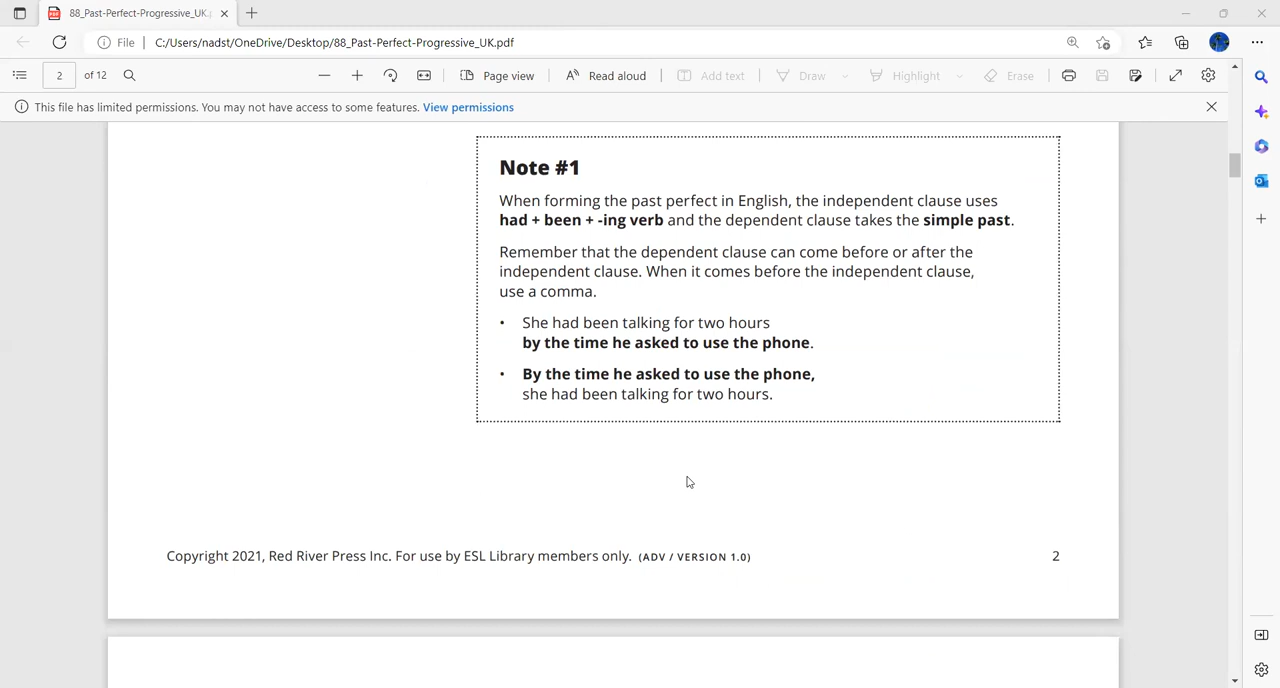 88_Past-Perfect-Progressive_UK.p
File C:/Users/nadst/OneDrive/Desktop/88_Past-Perfect-Progressive_UK.pdf
2 of 12 Page view Read aloud Add text Draw Highlight Erase
This file has limited permissions. You may not have access to some features. View permissions
Note #1
When forming the past perfect in English, the independent clause uses
had + been + -ing verb and the dependent clause takes the simple past.
Remember that the dependent clause can come before or after the
independent clause. When it comes before the independent clause,
use a comma.
• She had been talking for two hours
by the time he asked to use the phone.
• By the time he asked to use the phone,
she had been talking for two hours.
Copyright 2021, Red River Press Inc. For use by ESL Library members only. (ADV / VERSION 1.0) 2